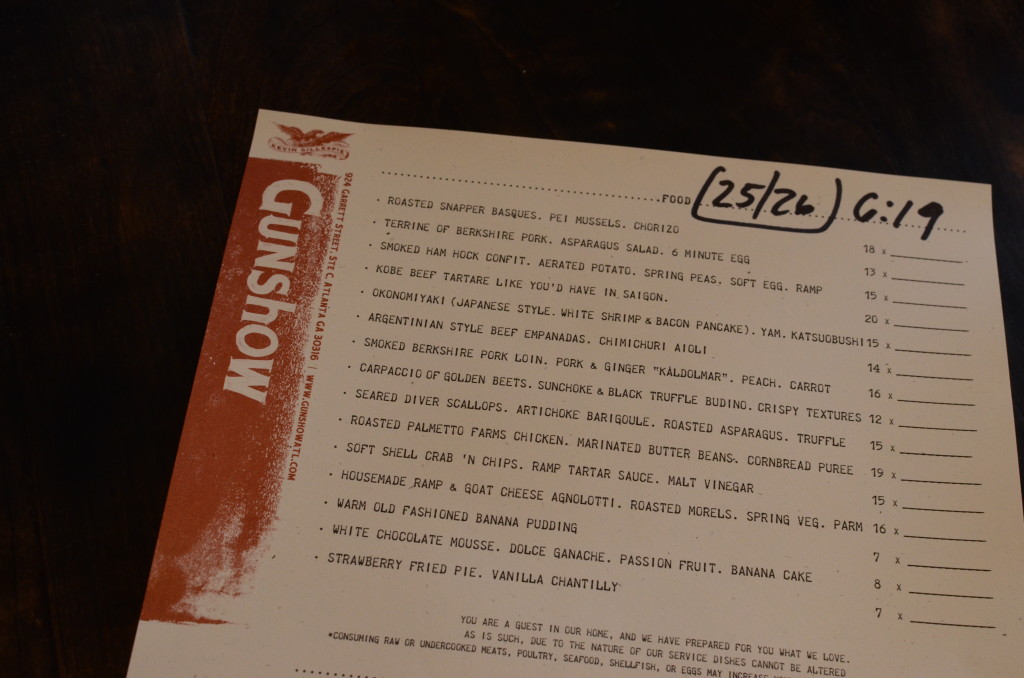 KEVIN GILLESPIE
GUNSHOW
924 GARRETT STREET, STE C, ATLANTA GA 30316 | WWW.GUNSHOWATL.COM
FOOD (25/26) 6:19
· ROASTED SNAPPER BASQUES. PEI MUSSELS. CHORIZO 18 x
· TERRINE OF BERKSHIRE PORK. ASPARAGUS SALAD. 6 MINUTE EGG 13 x
· SMOKED HAM HOCK CONFIT. AERATED POTATO. SPRING PEAS. SOFT EGG. RAMP 15 x
· KOBE BEEF TARTARE LIKE YOU'D HAVE IN SAIGON. 20 x
· OKONOMIYAKI (JAPANESE STYLE. WHITE SHRIMP & BACON PANCAKE). YAM. KATSUOBUSHI 15 x
· ARGENTINIAN STYLE BEEF EMPANADAS. CHIMICHURI AIOLI 14 x
· SMOKED BERKSHIRE PORK LOIN. PORK & GINGER "KALDOLMAR". PEACH. CARROT 16 x
· CARPACCIO OF GOLDEN BEETS. SUNCHOKE & BLACK TRUFFLE BUDINO. CRISPY TEXTURES 12 x
· SEARED DIVER SCALLOPS. ARTICHOKE BARIGOULE. ROASTED ASPARAGUS. TRUFFLE 15 x
· ROASTED PALMETTO FARMS CHICKEN. MARINATED BUTTER BEANS. CORNBREAD PUREE 19 x
· SOFT SHELL CRAB 'N CHIPS. RAMP TARTAR SAUCE. MALT VINEGAR 15 x
· HOUSEMADE RAMP & GOAT CHEESE AGNOLOTTI. ROASTED MORELS. SPRING VEG. PARM 16 x
· WARM OLD FASHIONED BANANA PUDDING 7 x
· WHITE CHOCOLATE MOUSSE. DOLCE GANACHE. PASSION FRUIT. BANANA CAKE 8 x
· STRAWBERRY FRIED PIE. VANILLA CHANTILLY 7 x
YOU ARE A GUEST IN OUR HOME, AND WE HAVE PREPARED FOR YOU WHAT WE LOVE.
AS IS SUCH, DUE TO THE NATURE OF OUR SERVICE DISHES CANNOT BE ALTERED
*CONSUMING RAW OR UNDERCOOKED MEATS, POULTRY, SEAFOOD, SHELLFISH, OR EGGS MAY INCREASE